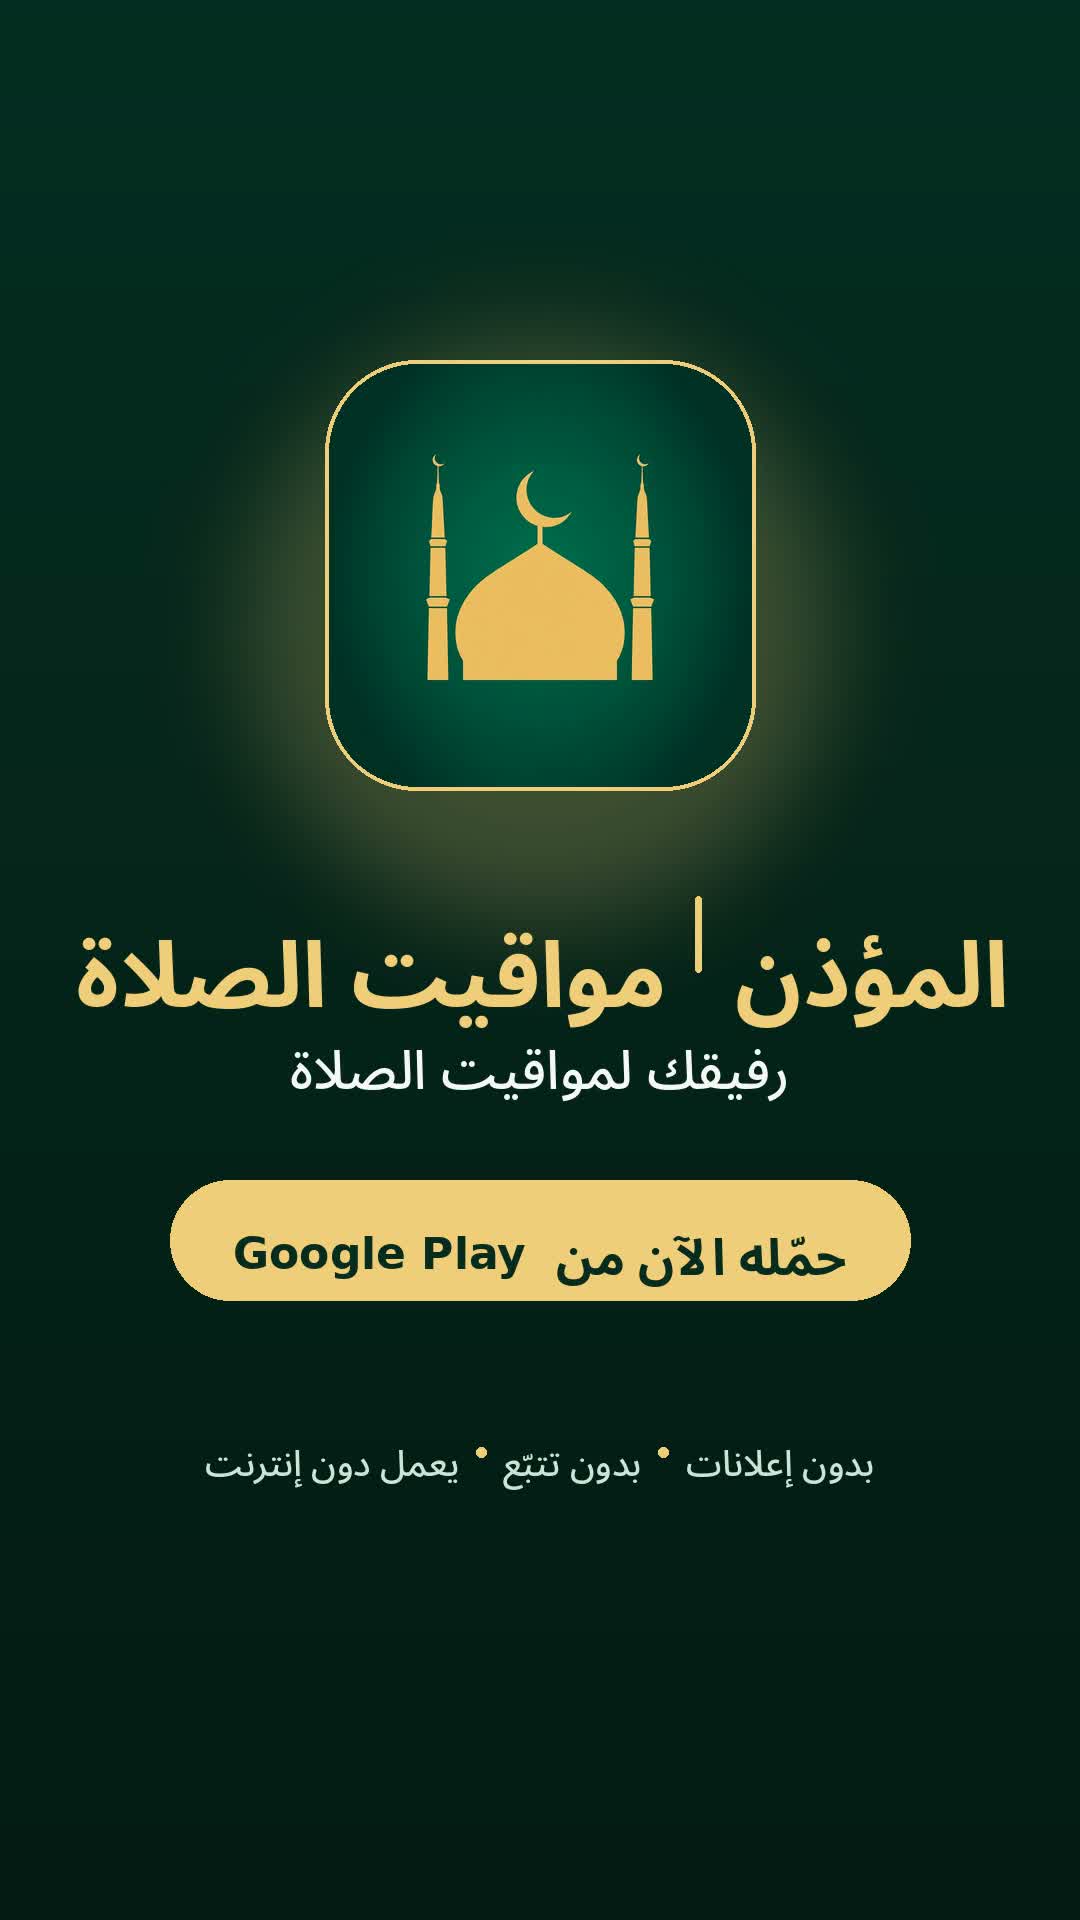 المؤذن | مواقيت الصلاة
رفيقك لمواقيت الصلاة
حمّله الآن من Google Play
بدون إعلانات • بدون تتبّع • يعمل دون إنترنت